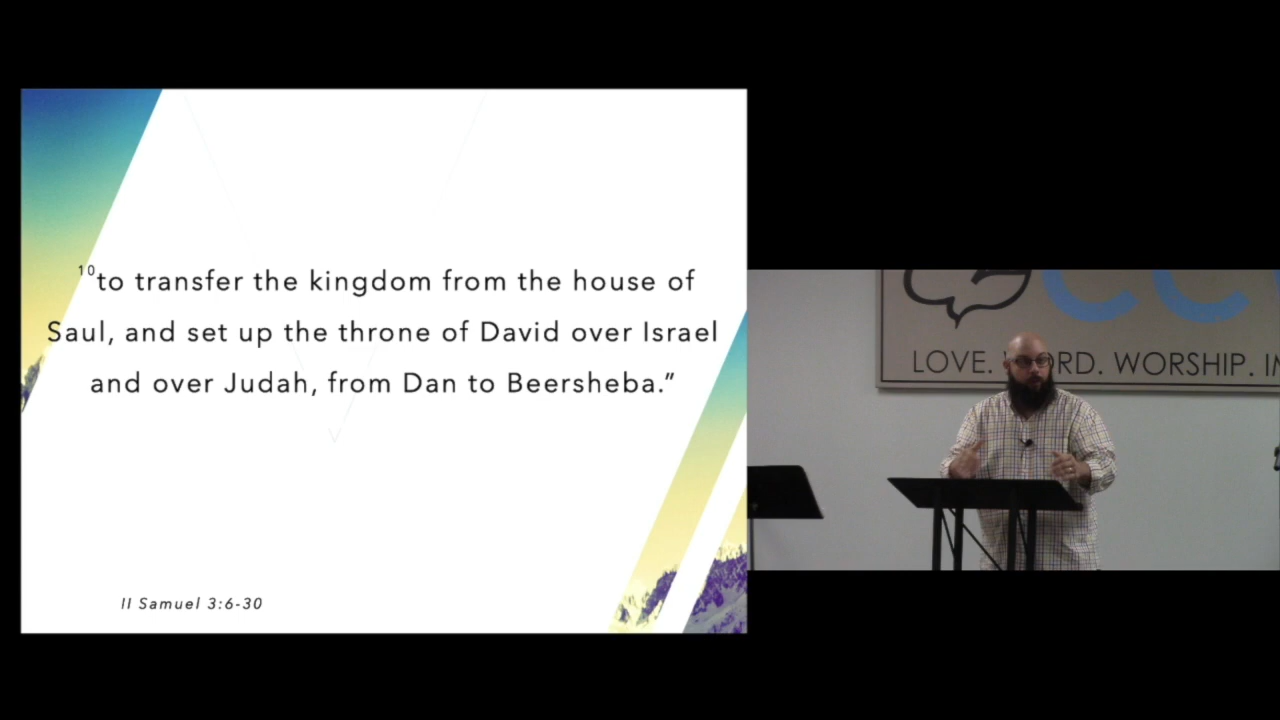 10to transfer the kingdom from the house of
Saul, and set up the throne of David over Israel
and over Judah, from Dan to Beersheba.”
II Samuel 3:6-30
LOVE. WORD. WORSHIP.